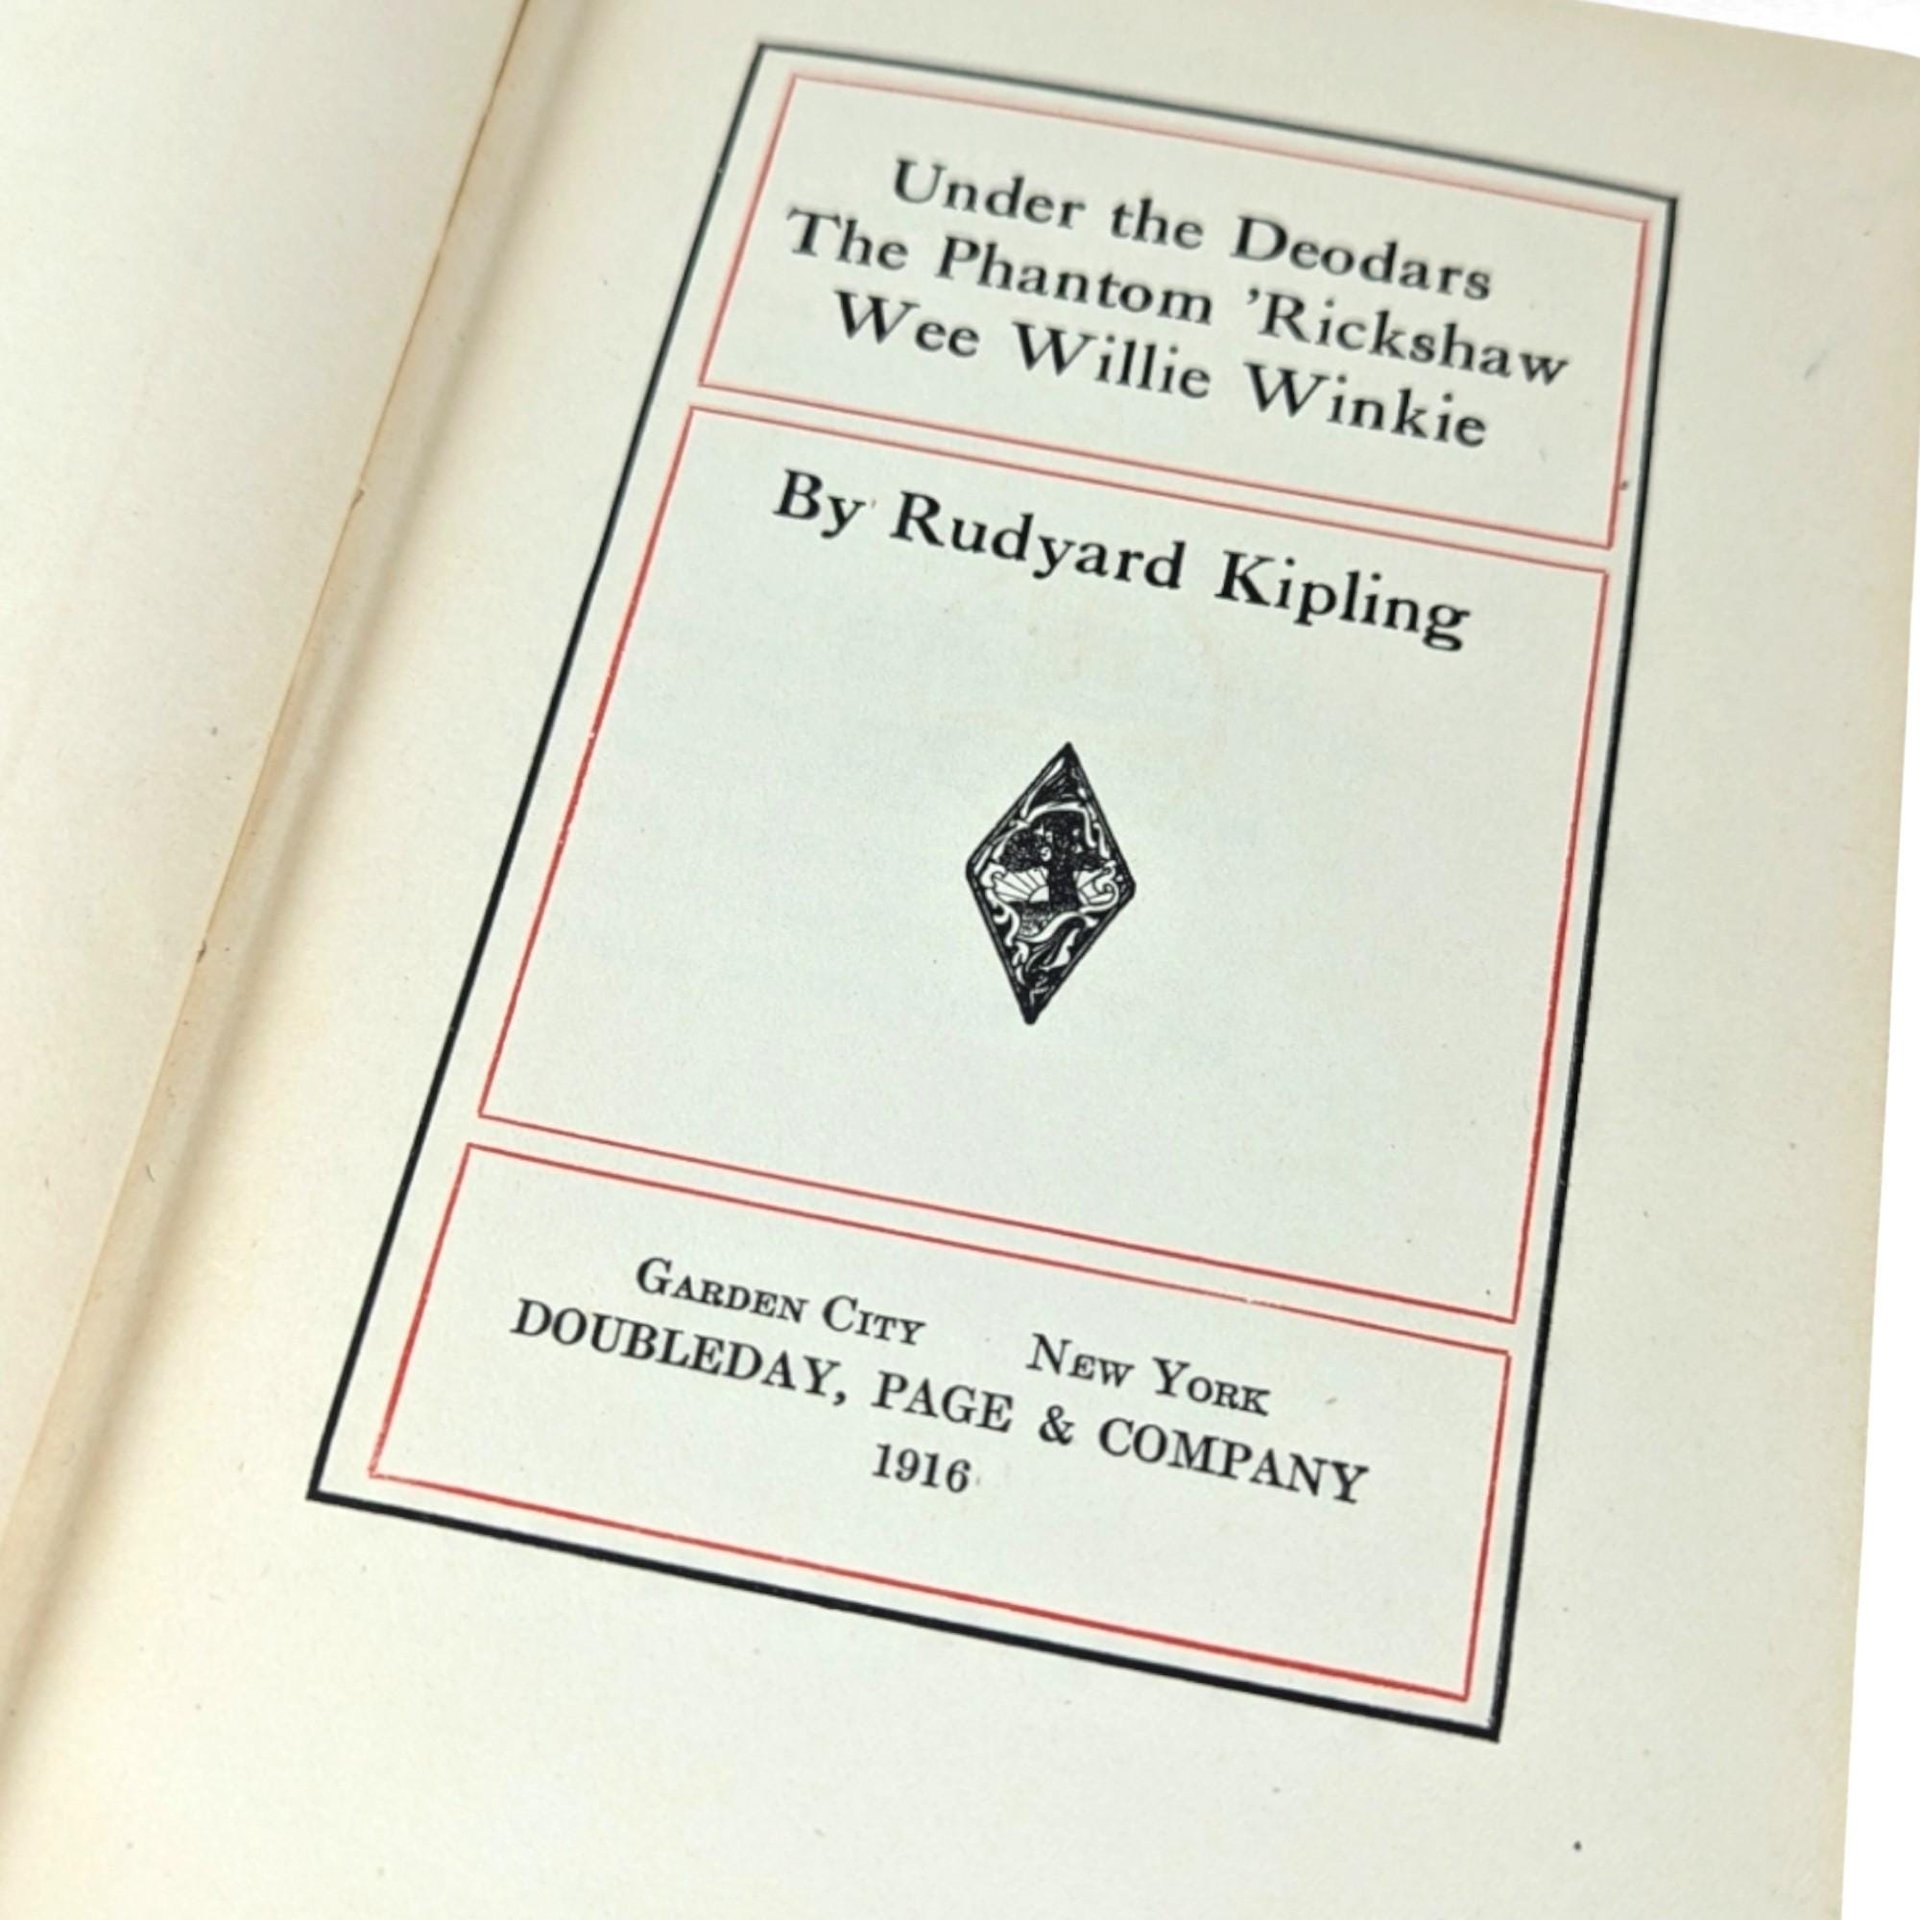 Under the Deodars
The Phantom ’Rickshaw
Wee Willie Winkie
By Rudyard Kipling
Garden City New York
DOUBLEDAY, PAGE & COMPANY
1916